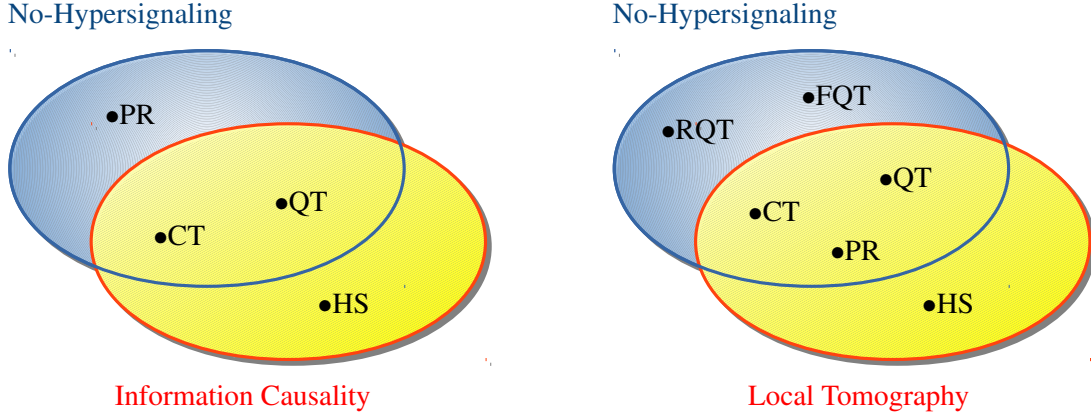 No-Hypersignaling
●PR
●QT
●CT
●HS
Information Causality
No-Hypersignaling
●FQT
●RQT
●QT
●CT
●PR
●HS
Local Tomography